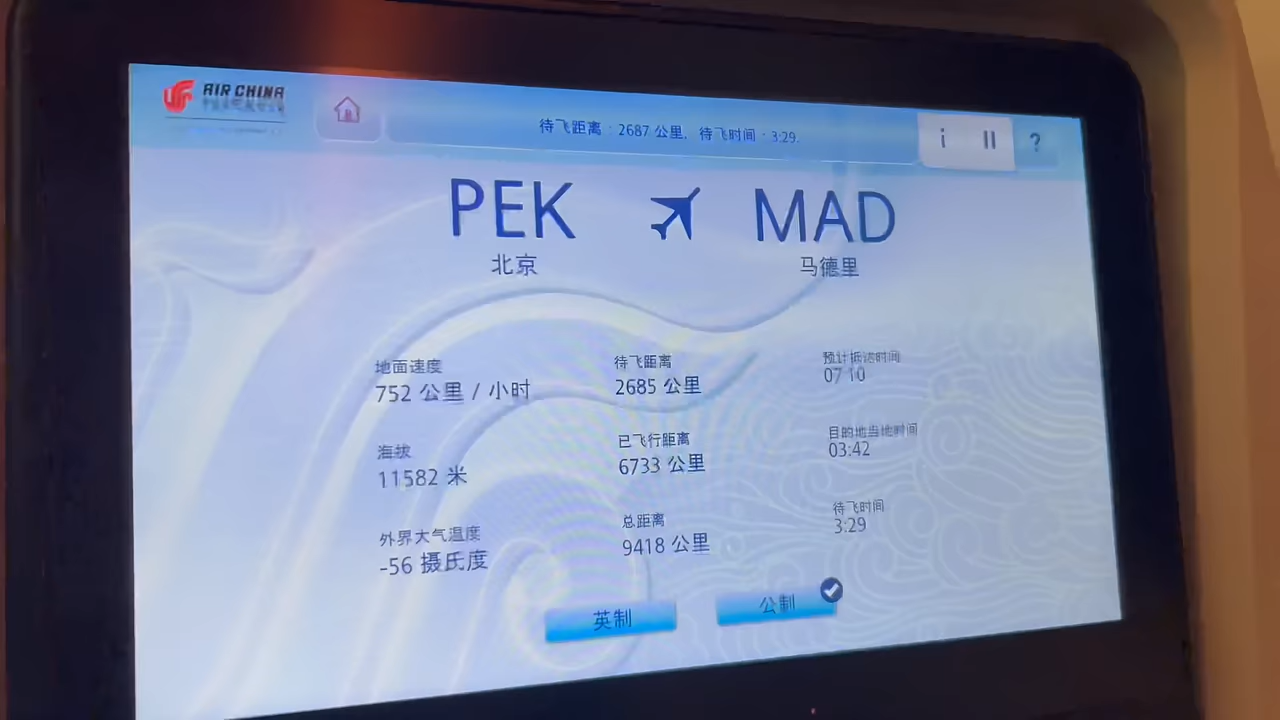 AIR CHINA
待飞距离：2687 公里, 待飞时间：3:29.
i
?
PEK MAD
北京 马德里
地面速度
752 公里 / 小时
待飞距离
2685 公里
预计抵达时间
07 10
海拔
11582 米
已飞行距离
6733 公里
目的地当地时间
03:42
外界大气温度
-56 摄氏度
总距离
9418 公里
待飞时间
3:29
英制 公制